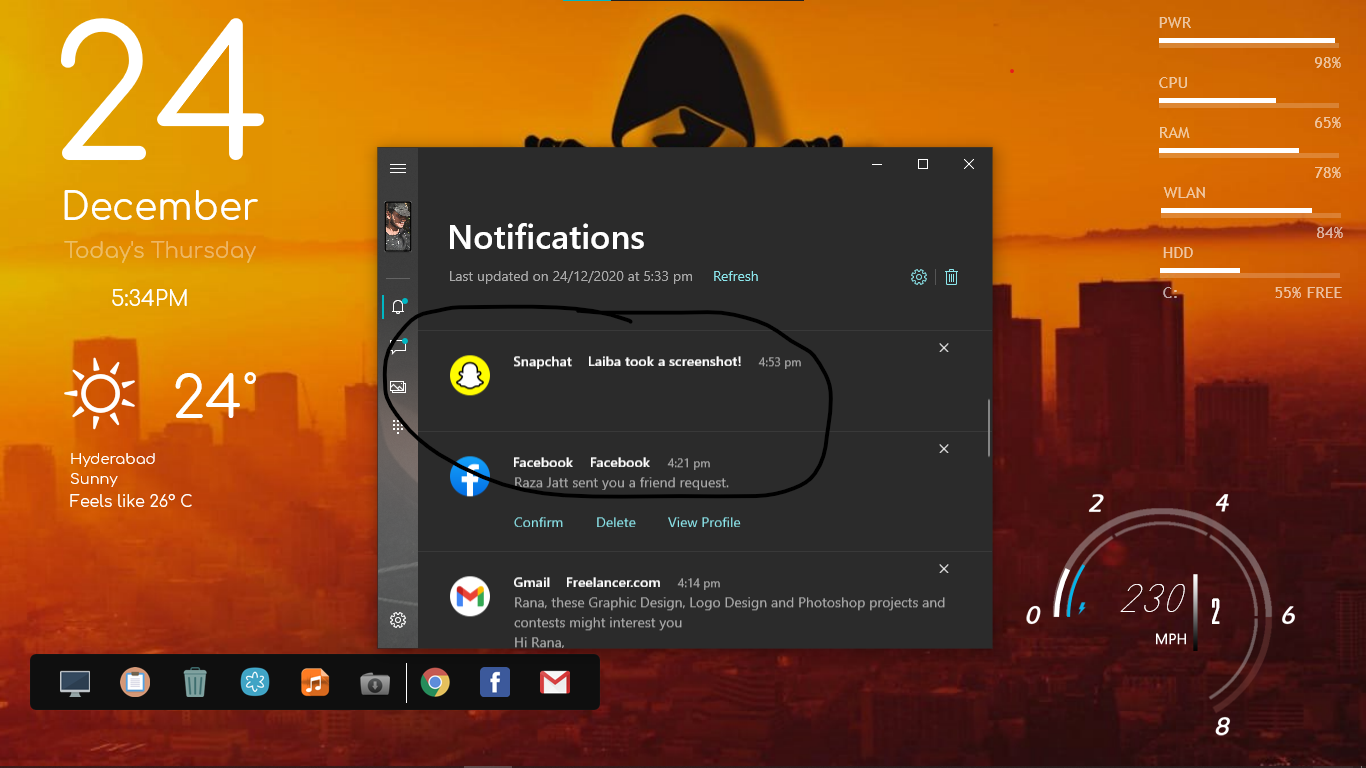 24
December
Today's Thursday
5:34PM
24°
Hyderabad
Sunny
Feels like 26° C
Notifications
Last updated on 24/12/2020 at 5:33 pm Refresh
Snapchat Laiba took a screenshot! 4:53 pm
Facebook Facebook 4:21 pm
Raza Jatt sent you a friend request.
Confirm Delete View Profile
Gmail Freelancer.com 4:14 pm
Rana, these Graphic Design, Logo Design and Photoshop projects and
contests might interest you
Hi Rana,
PWR
98%
CPU
65%
RAM
78%
WLAN
84%
HDD
C: 55% FREE
0 2 4 6 8
230 2
MPH